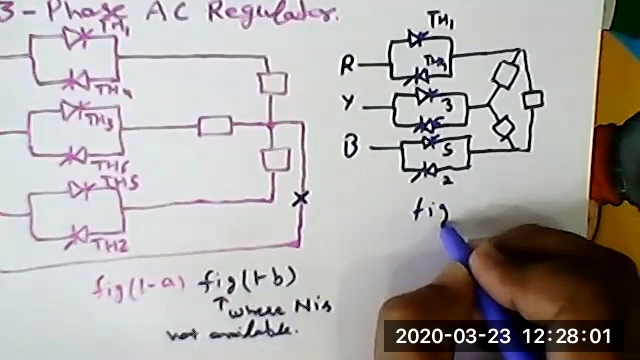 3-Phase AC Regulator.
TH1
TH4
TH3
TH6
TH5
TH2
fig(1-a) fig(1-b)
where N is
not available.
TH1
R
TH4
Y
3
B
5
2
fig
2020-03-23 12:28:01